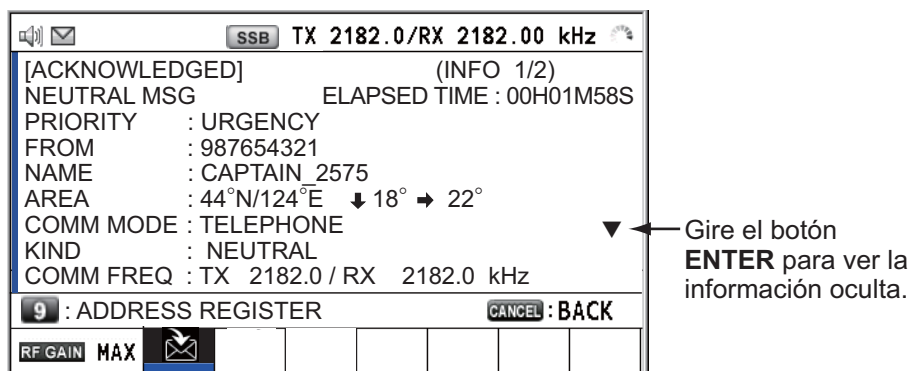 SSB TX 2182.0/RX 2182.00 kHz
[ACKNOWLEDGED] (INFO 1/2)
NEUTRAL MSG ELAPSED TIME : 00H01M58S
PRIORITY : URGENCY
FROM : 987654321
NAME : CAPTAIN_2575
AREA : 44°N/124°E ⬇ 18° ➡ 22°
COMM MODE : TELEPHONE ▼
KIND : NEUTRAL
COMM FREQ : TX 2182.0 / RX 2182.0 kHz
9 : ADDRESS REGISTER CANCEL : BACK
RF GAIN MAX
Gire el botón
ENTER para ver la
información oculta.